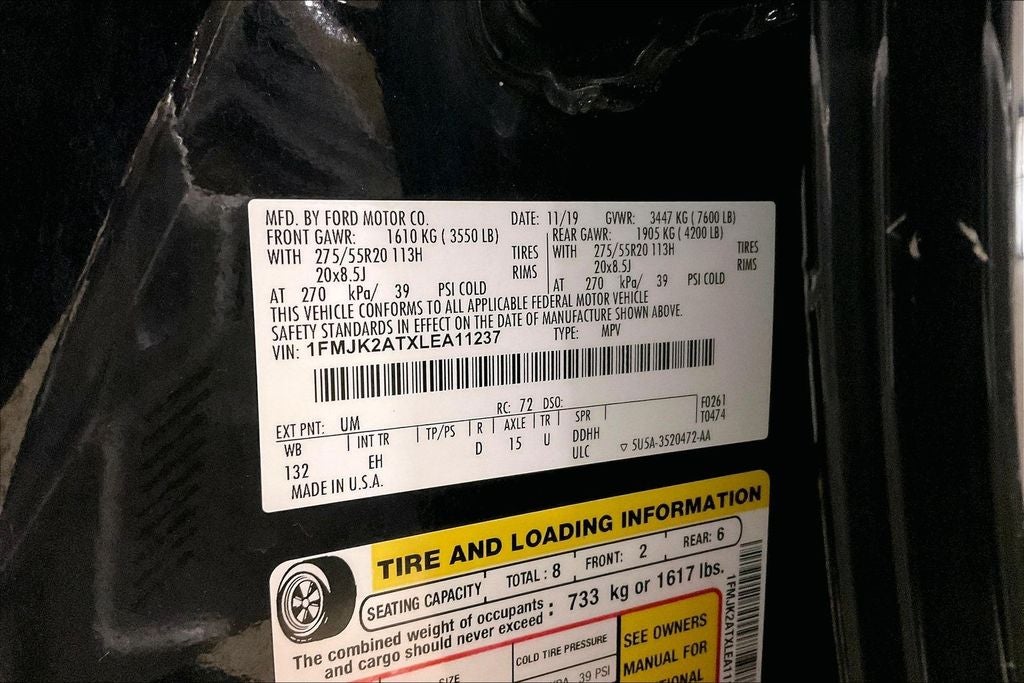 MFD. BY FORD MOTOR CO. DATE: 11/19 GVWR: 3447 KG ( 7600 LB)
FRONT GAWR: 1610 KG ( 3550 LB) REAR GAWR: 1905 KG ( 4200 LB)
WITH 275/55R20 113H TIRES WITH 275/55R20 113H TIRES
20x8.5J RIMS 20x8.5J RIMS
AT 270 kPa/ 39 PSI COLD AT 270 kPa/ 39 PSI COLD
THIS VEHICLE CONFORMS TO ALL APPLICABLE FEDERAL MOTOR VEHICLE
SAFETY STANDARDS IN EFFECT ON THE DATE OF MANUFACTURE SHOWN ABOVE.
VIN: 1FMJK2ATXLEA11237 TYPE: MPV
EXT PNT: UM RC: 72 DSO: F0261
WB INT TR TP/PS R AXLE TR SPR T0474
132 EH D 15 U DDHH
ULC ▽ 5U5A-3520472-AA
MADE IN U.S.A.
TIRE AND LOADING INFORMATION
SEATING CAPACITY TOTAL : 8 FRONT: 2 REAR: 6
The combined weight of occupants
and cargo should never exceed : 733 kg or 1617 lbs.
COLD TIRE PRESSURE
39 PSI
SEE OWNERS
MANUAL FOR
1FMJK2ATXLEA11